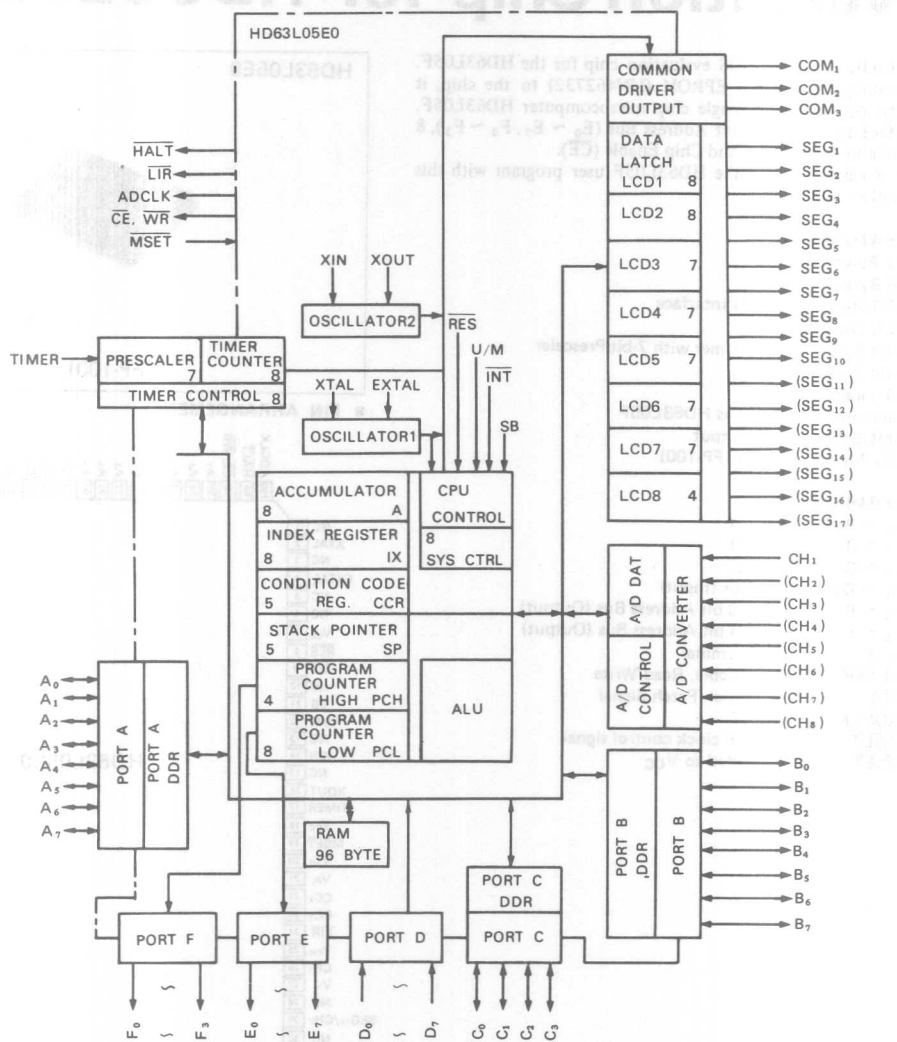 HD63L05E0
COMMON
DRIVER
OUTPUT
COM₁
COM₂
COM₃
DATA
LATCH
LCD1 8
LCD2 8
LCD3 7
LCD4 7
LCD5 7
LCD6 7
LCD7 7
LCD8 4
SEG₁
SEG₂
SEG₃
SEG₄
SEG₅
SEG₆
SEG₇
SEG₈
SEG₉
SEG₁₀
(SEG₁₁)
(SEG₁₂)
(SEG₁₃)
(SEG₁₄)
(SEG₁₅)
(SEG₁₆)
(SEG₁₇)
H̅A̅L̅T̅
L̅I̅R̅
ADCLK
C̅E̅. W̅R̅
M̅S̅E̅T̅
XIN XOUT
OSCILLATOR2
R̅E̅S̅
U/M
I̅N̅T̅
SB
TIMER
PRESCALER
7
TIMER
COUNTER
8
TIMER CONTROL 8
XTAL EXTAL
OSCILLATOR1
ACCUMULATOR
8 A
INDEX REGISTER
8 IX
CONDITION CODE
5 REG. CCR
STACK POINTER
5 SP
PROGRAM
COUNTER
4 HIGH PCH
PROGRAM
COUNTER
8 LOW PCL
CPU
CONTROL
8
SYS CTRL
ALU
A/D DAT
A/D CONTROL
A/D CONVERTER
CH₁
(CH₂)
(CH₃)
(CH₄)
(CH₅)
(CH₆)
(CH₇)
(CH₈)
A₀
A₁
A₂
A₃
A₄
A₅
A₆
A₇
PORT A
PORT A
DDR
RAM
96 BYTE
PORT B
DDR
PORT B
B₀
B₁
B₂
B₃
B₄
B₅
B₆
B₇
PORT C
DDR
PORT C
PORT F
PORT E
PORT D
F₀ ~ F₃
E₀ ~ E₇
D₀ ~ D₇
C₀
C₁
C₂
C₃